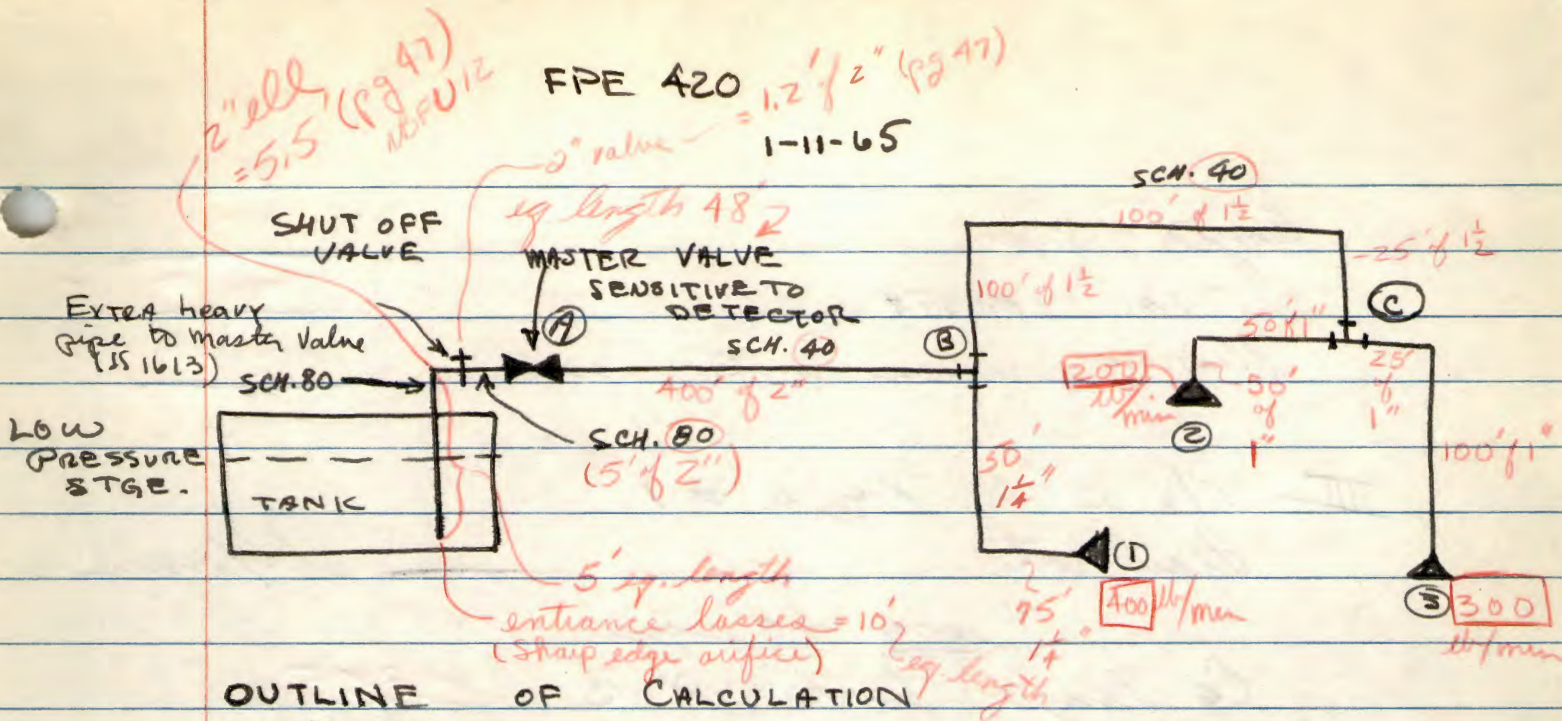 FPE 420
1-11-65
2" ell
= 5.5' (pg 47)
NDFU 12
2" valve = 1.2' of 2" (pg 47)
eq length 48'
SHUT OFF
VALVE
MASTER VALVE
SENSITIVE TO
DETECTOR
Extra heavy
pipe to master valve
(SS 1613)
SCH. 80
A
SCH. 40
400' of 2"
B
SCH. 40
100' of 1 1/2
100' of 1 1/2
25' of 1 1/2
C
50' of 1"
200
lb/min
50'
of
1"
25'
of
1"
2
100' of 1"
LOW
PRESSURE
STGE.
TANK
SCH. 80
(5' of 2")
50'
1 1/4"
1
75'
1 1/4"
400 lb/min
3
300
lb/min
5' eq. length
entrance losses = 10'
(Sharp edge orifice)
eq length
OUTLINE OF CALCULATION